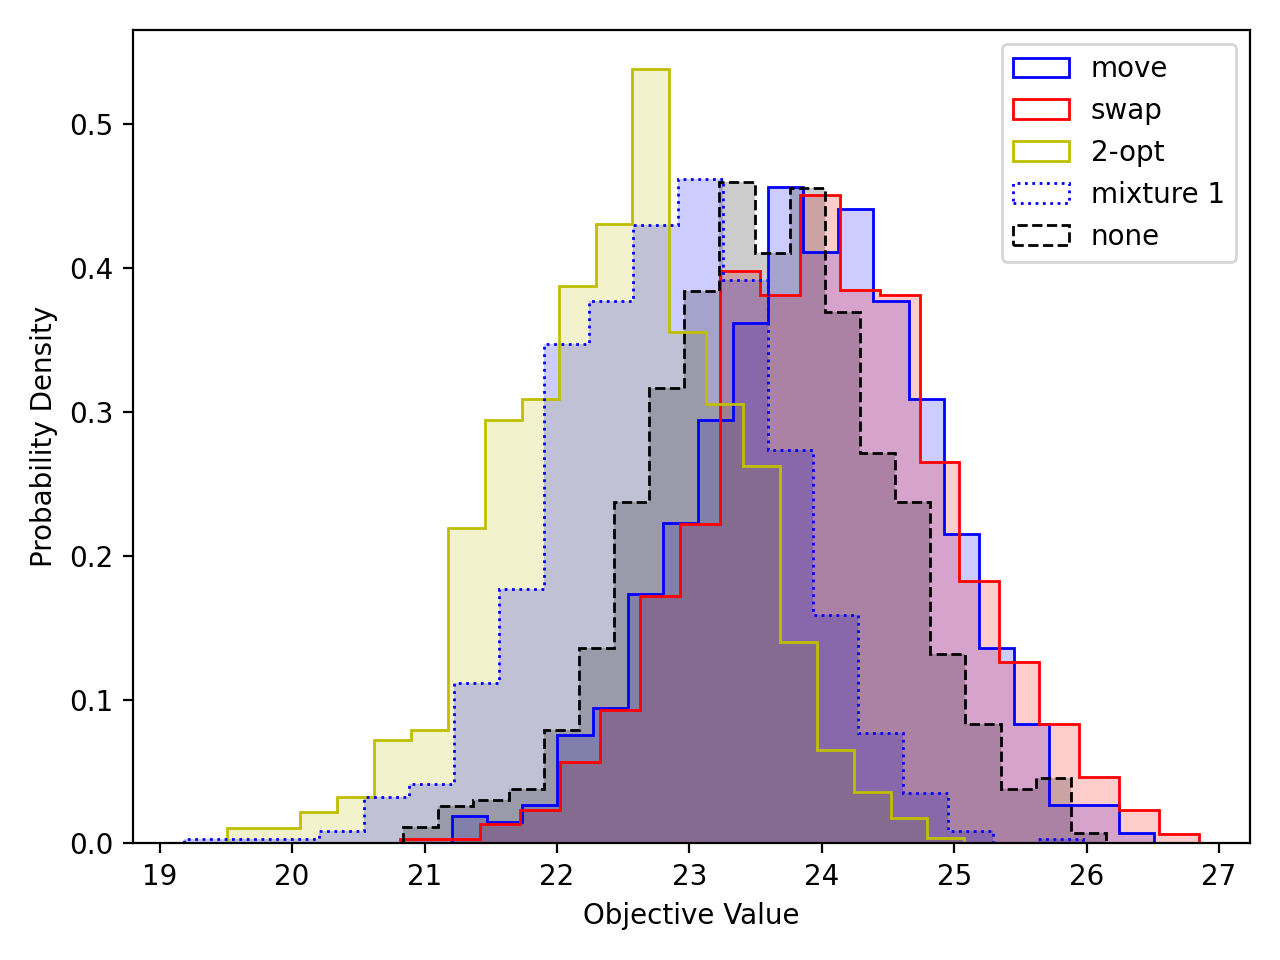 move
swap
2-opt
mixture 1
none
0.5
0.4
0.3
0.2
0.1
0.0
Probability Density
19 20 21 22 23 24 25 26 27
Objective Value